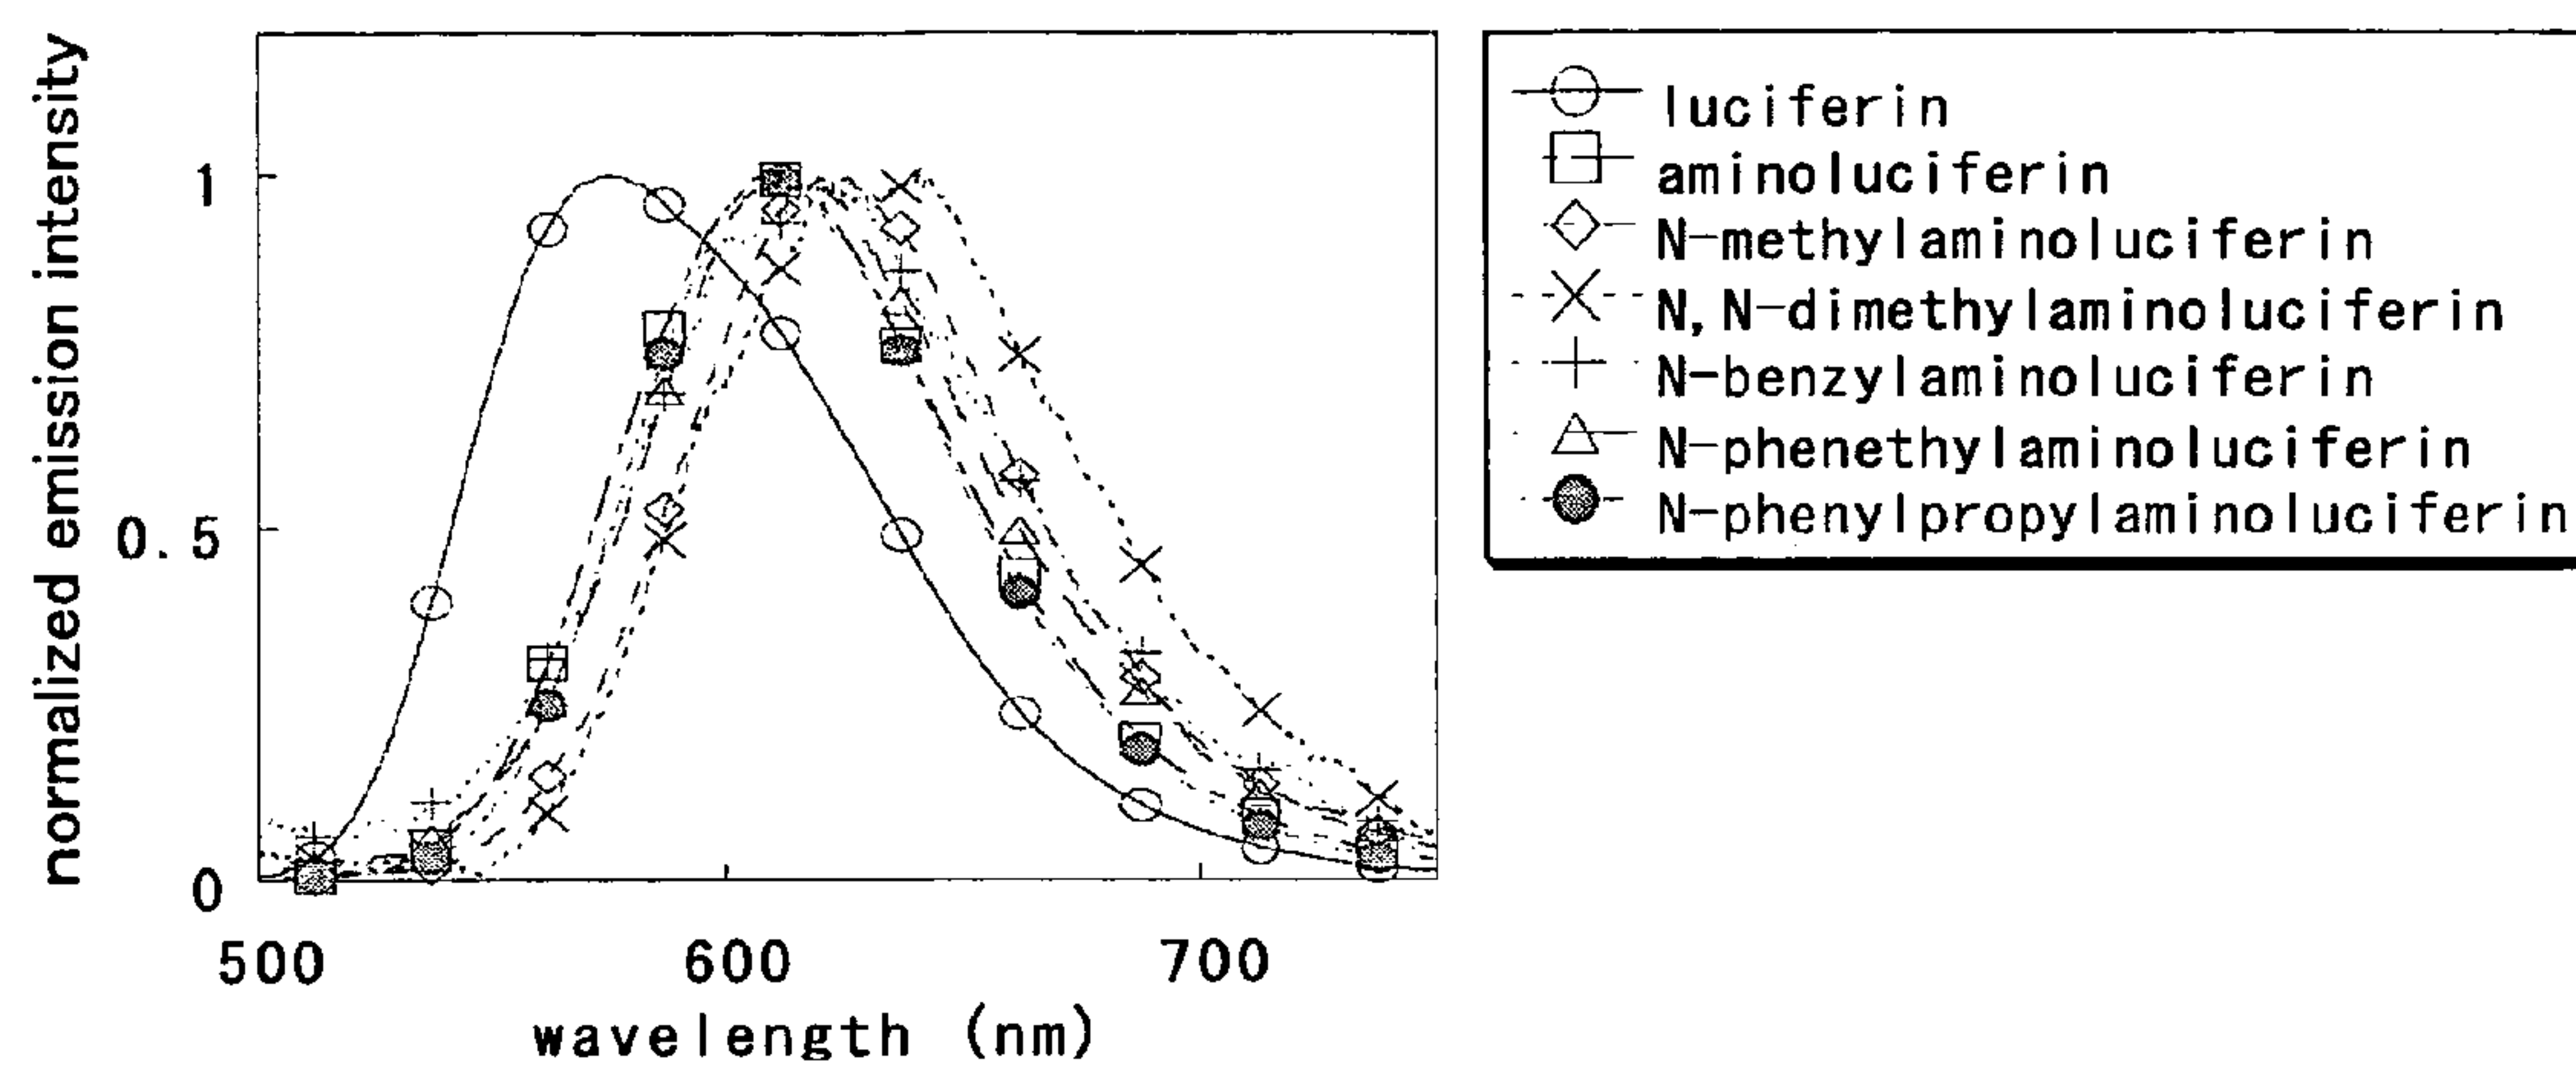 normalized emission intensity
1
0.5
0
500 600 700
wavelength (nm)
luciferin
aminoluciferin
N-methylaminoluciferin
N,N-dimethylaminoluciferin
N-benzylaminoluciferin
N-phenethylaminoluciferin
N-phenylpropylaminoluciferin